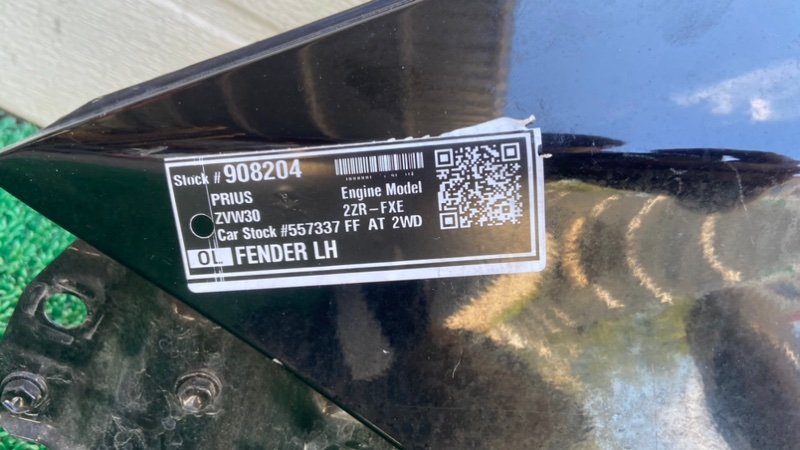 Stock # 908204
PRIUS
ZVW30
Car Stock #557337
Engine Model
2ZR-FXE
FF AT 2WD
OL FENDER LH